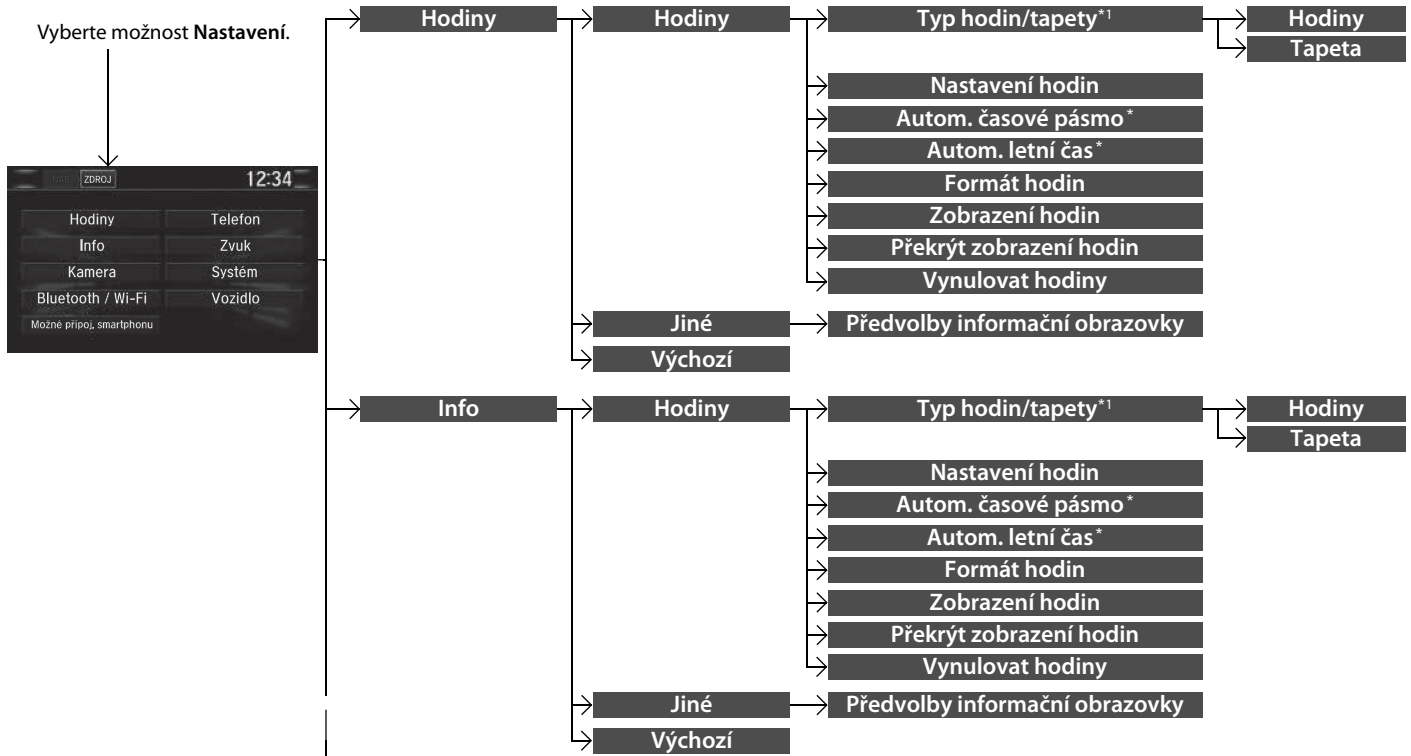 Vyberte možnost Nastavení.
ZDROJ 12:34
Hodiny Telefon
Info Zvuk
Kamera Systém
Bluetooth / Wi-Fi Vozidlo
Možné připoj. smartphonu
Hodiny Hodiny Typ hodin/tapety*1 Hodiny
Tapeta
Nastavení hodin
Autom. časové pásmo*
Autom. letní čas*
Formát hodin
Zobrazení hodin
Překrýt zobrazení hodin
Vynulovat hodiny
Jiné Předvolby informační obrazovky
Výchozí
Info Hodiny Typ hodin/tapety*1 Hodiny
Tapeta
Nastavení hodin
Autom. časové pásmo*
Autom. letní čas*
Formát hodin
Zobrazení hodin
Překrýt zobrazení hodin
Vynulovat hodiny
Jiné Předvolby informační obrazovky
Výchozí